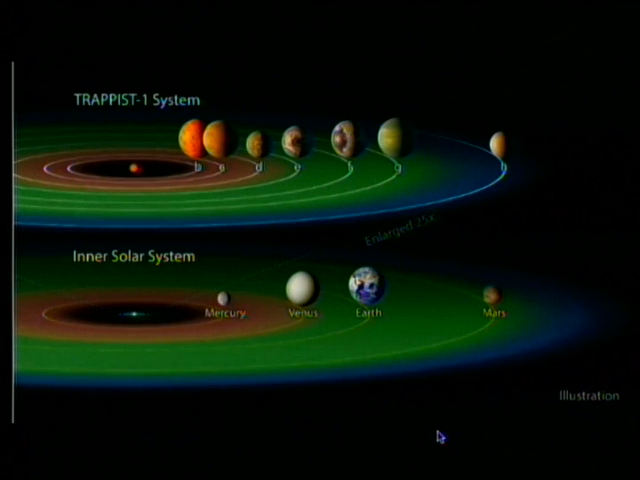 TRAPPIST-1 System
b c d e f g h
Enlarged 25x
Inner Solar System
Mercury Venus Earth Mars
Illustration